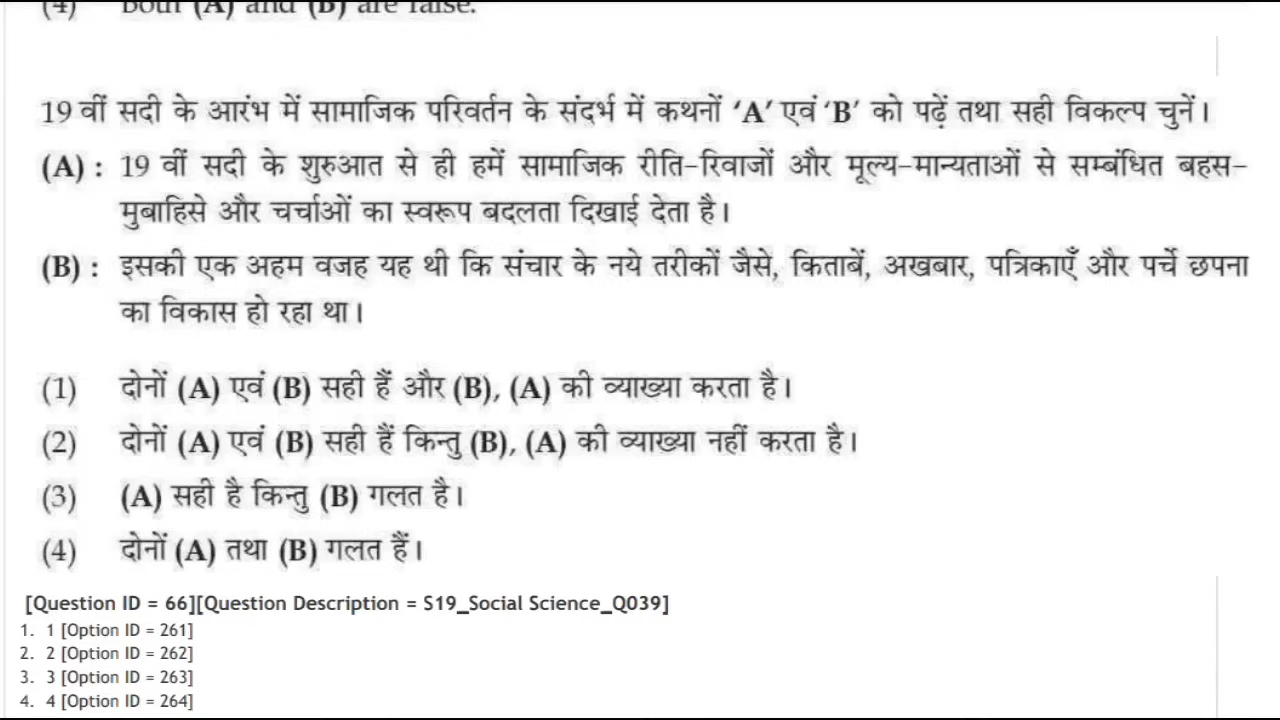 (4) Both (A) and (B) are false.
19 वीं सदी के आरंभ में सामाजिक परिवर्तन के संदर्भ में कथनों ‘A’ एवं ‘B’ को पढ़ें तथा सही विकल्प चुनें।
(A) : 19 वीं सदी के शुरुआत से ही हमें सामाजिक रीति-रिवाजों और मूल्य-मान्यताओं से सम्बंधित बहस-
मुबाहिसे और चर्चाओं का स्वरूप बदलता दिखाई देता है।
(B) : इसकी एक अहम वजह यह थी कि संचार के नये तरीकों जैसे, किताबें, अखबार, पत्रिकाएँ और पर्चे छपना
का विकास हो रहा था।
(1) दोनों (A) एवं (B) सही हैं और (B), (A) की व्याख्या करता है।
(2) दोनों (A) एवं (B) सही हैं किन्तु (B), (A) की व्याख्या नहीं करता है।
(3) (A) सही है किन्तु (B) गलत है।
(4) दोनों (A) तथा (B) गलत हैं।
[Question ID = 66][Question Description = S19_Social Science_Q039]
1. 1 [Option ID = 261]
2. 2 [Option ID = 262]
3. 3 [Option ID = 263]
4. 4 [Option ID = 264]